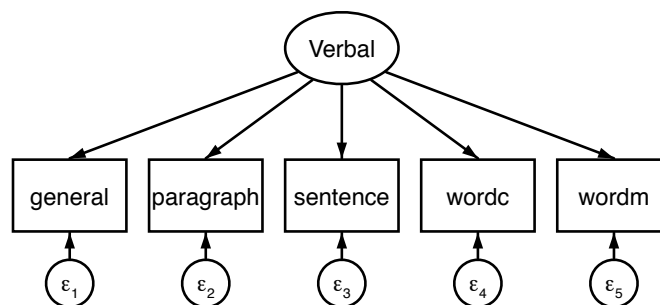 Verbal
general paragraph sentence wordc wordm
ε1 ε2 ε3 ε4 ε5